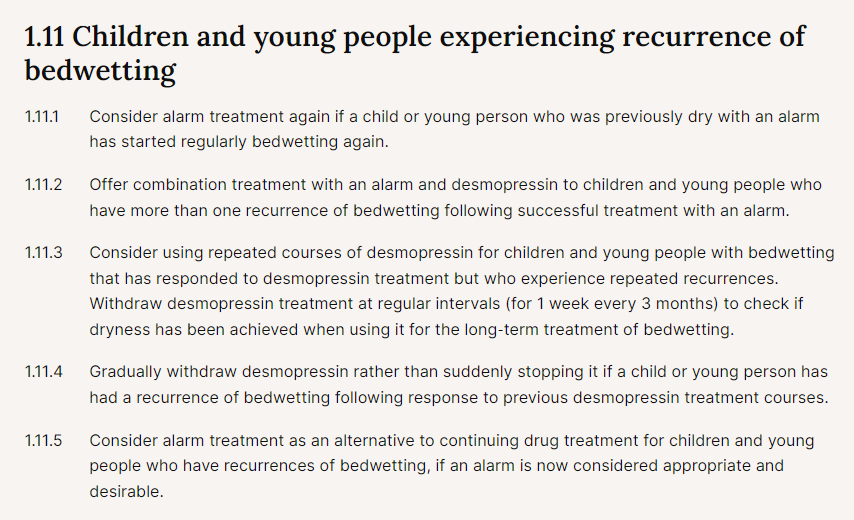 1.11 Children and young people experiencing recurrence of
bedwetting
1.11.1 Consider alarm treatment again if a child or young person who was previously dry with an alarm
has started regularly bedwetting again.
1.11.2 Offer combination treatment with an alarm and desmopressin to children and young people who
have more than one recurrence of bedwetting following successful treatment with an alarm.
1.11.3 Consider using repeated courses of desmopressin for children and young people with bedwetting
that has responded to desmopressin treatment but who experience repeated recurrences.
Withdraw desmopressin treatment at regular intervals (for 1 week every 3 months) to check if
dryness has been achieved when using it for the long-term treatment of bedwetting.
1.11.4 Gradually withdraw desmopressin rather than suddenly stopping it if a child or young person has
had a recurrence of bedwetting following response to previous desmopressin treatment courses.
1.11.5 Consider alarm treatment as an alternative to continuing drug treatment for children and young
people who have recurrences of bedwetting, if an alarm is now considered appropriate and
desirable.